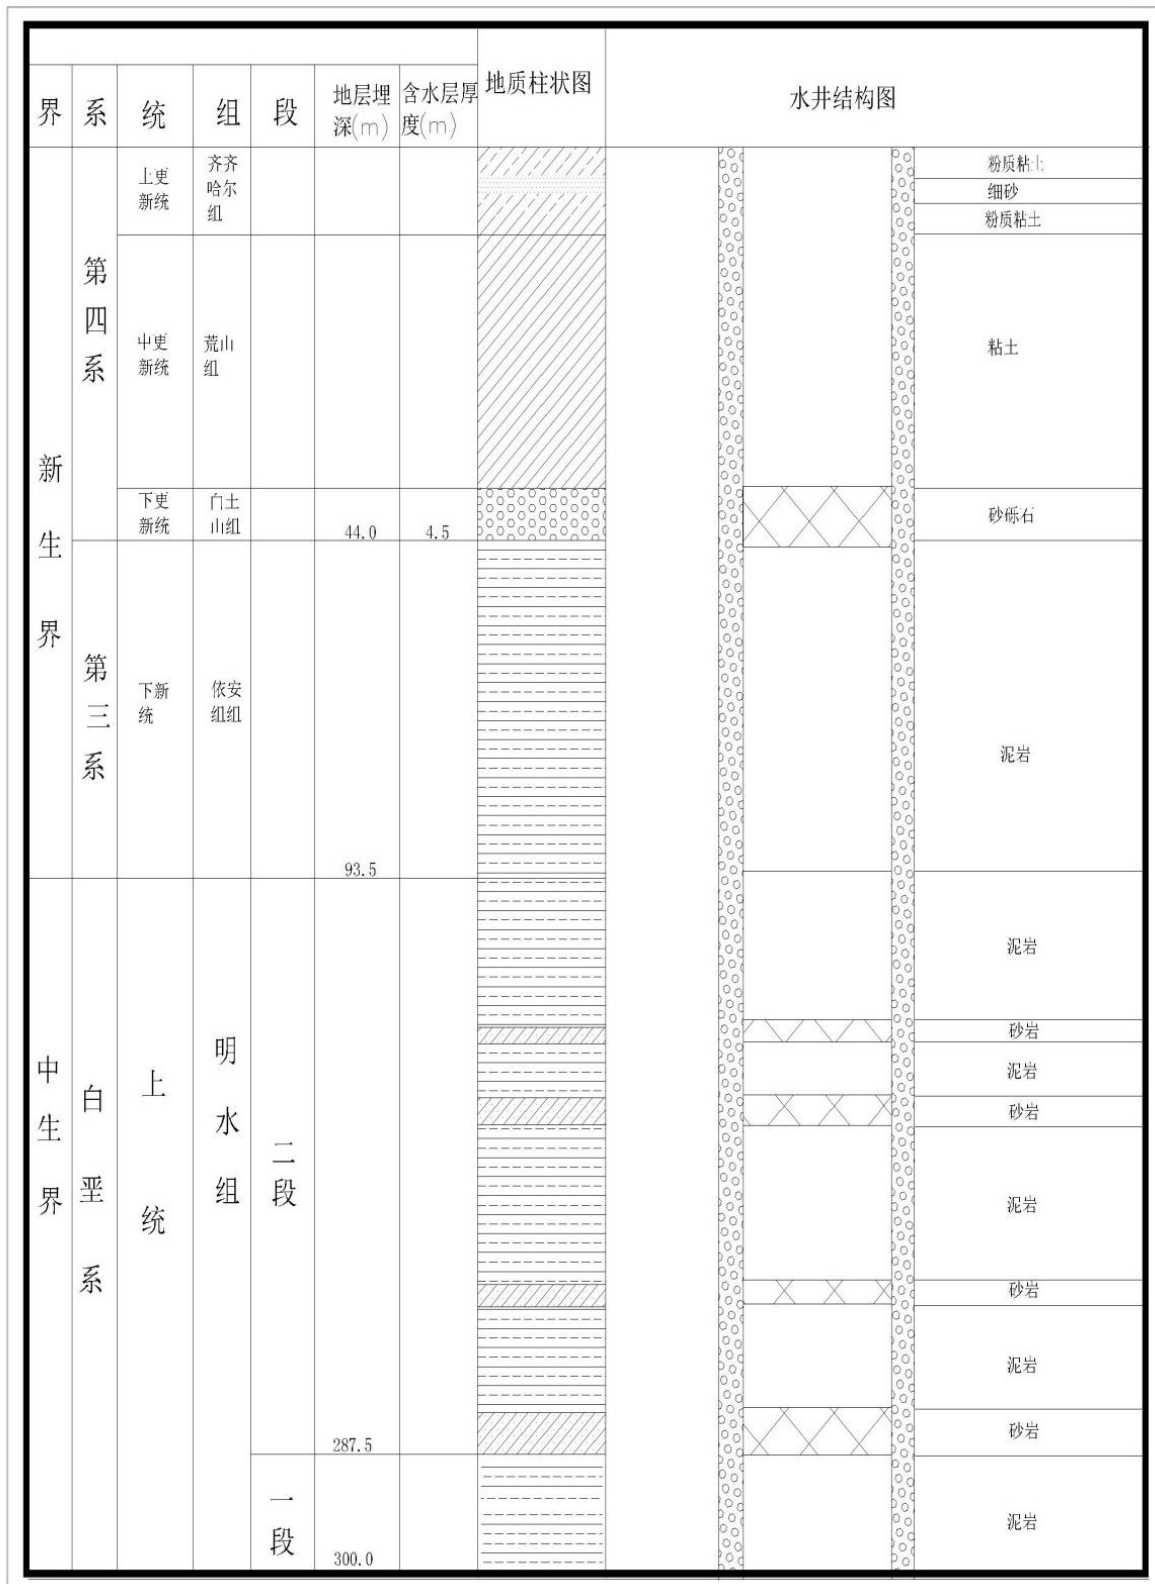 界
系
统
组
段
地层埋
深(m)
含水层厚
度(m)
地质柱状图
水井结构图
新
生
界
第
四
系
上更
新统
齐齐
哈尔
组
粉质粘土
细砂
粉质粘土
中更
新统
荒山
组
粘土
下更
新统
白土
山组
44.0
4.5
砂砾石
第
三
系
下新
统
依安
组组
93.5
泥岩
中
生
界
白
垩
系
上
统
明
水
组
二
段
287.5
泥岩
砂岩
泥岩
砂岩
泥岩
砂岩
泥岩
砂岩
一
段
300.0
泥岩